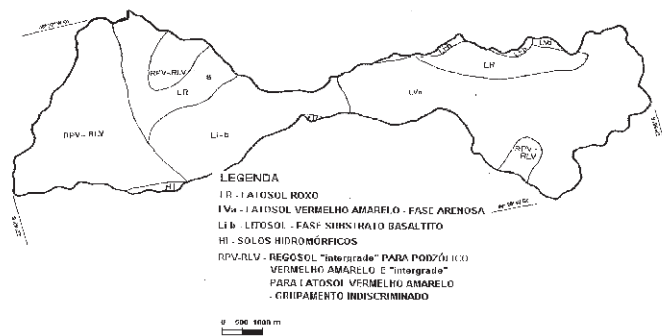 RPV-RLV
LR
LVa
LR
LVa
RPV-RLV
Li-b
RPV-
RLV
HI
LEGENDA
LR - LATOSOL ROXO
LVa - LATOSOL VERMELHO AMARELO - FASE ARENOSA
Li-b - LITOSOL - FASE SUBSTRATO BASALTITO
HI - SOLOS HIDROMÓRFICOS
RPV-RLV - REGOSOL "intergrade" PARA PODZÓLICO
VERMELHO AMARELO E "intergrade"
PARA LATOSOL VERMELHO AMARELO
- GRUPAMENTO INDISCRIMINADO
0 500 1000 m